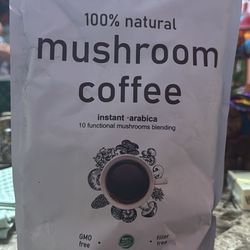 100% natural
mushroom
coffee
instant ·arabica
10 functional mushrooms blending
GMO free
Filler free